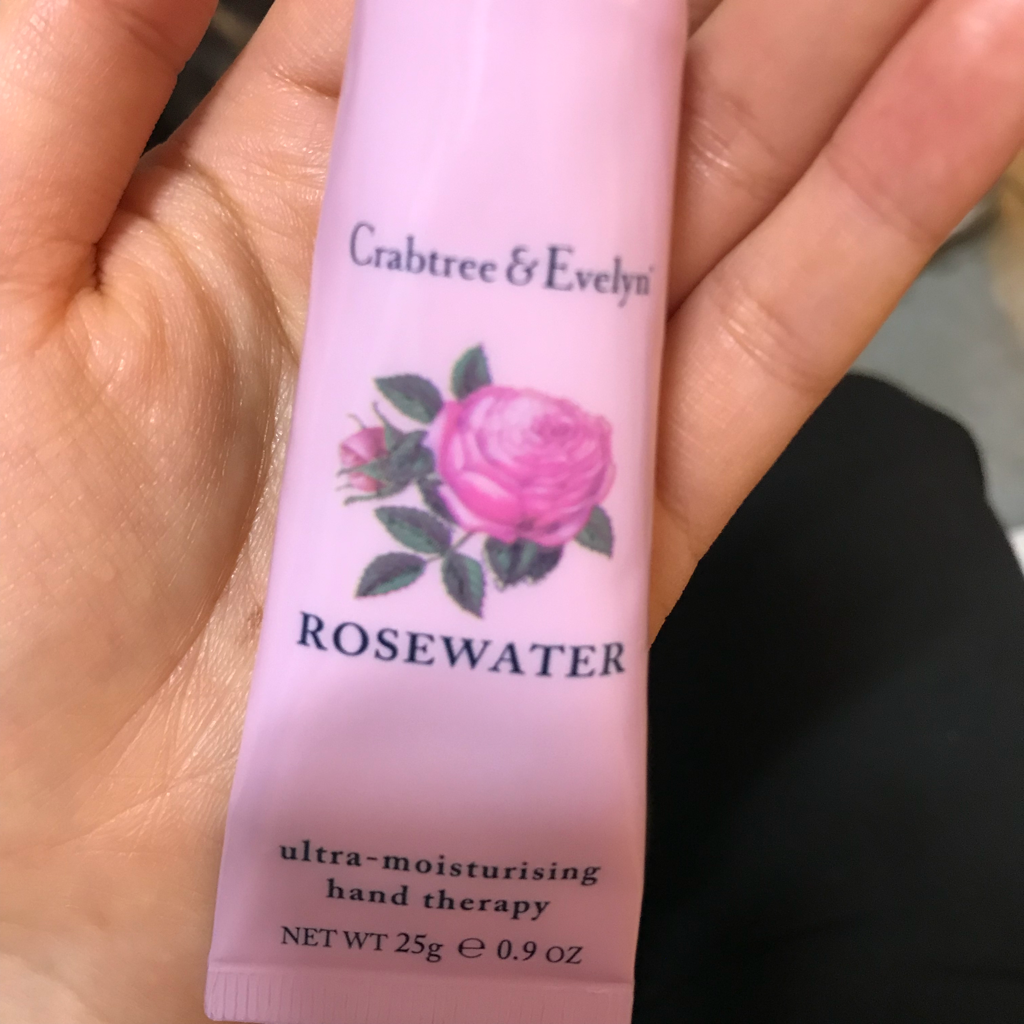 Crabtree & Evelyn®
ROSEWATER
ultra-moisturising
hand therapy
NET WT 25g ℮ 0.9 OZ